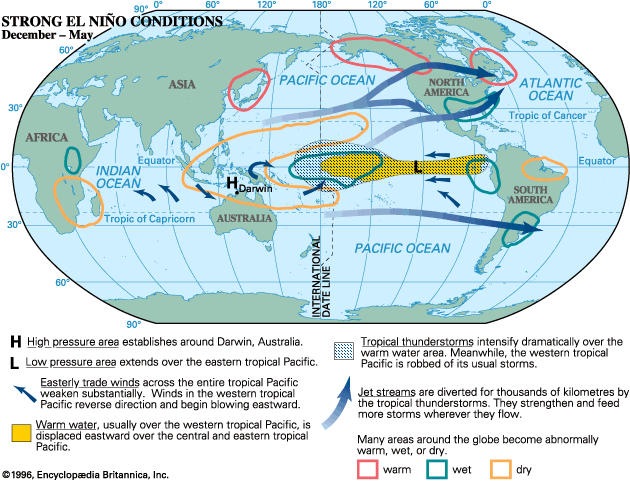 STRONG EL NIÑO CONDITIONS
December – May
90°
0°
60°
120°
180°
120°
60°
0°
90°
60°
60°
ASIA
PACIFIC OCEAN
NORTH
AMERICA
ATLANTIC
OCEAN
30°
30°
Tropic of Cancer
AFRICA
INDIAN
OCEAN
Equator
Equator
0°
0°
L
H
Darwin
SOUTH
AMERICA
AUSTRALIA
Tropic of Capricorn
30°
30°
PACIFIC OCEAN
INTERNATIONAL
DATE LINE
60°
60°
90°
90°
H High pressure area establishes around Darwin, Australia.
L Low pressure area extends over the eastern tropical Pacific.
Easterly trade winds across the entire tropical Pacific
weaken substantially. Winds in the western tropical
Pacific reverse direction and begin blowing eastward.
Warm water, usually over the western tropical Pacific, is
displaced eastward over the central and eastern tropical
Pacific.
Tropical thunderstorms intensify dramatically over the
warm water area. Meanwhile, the western tropical
Pacific is robbed of its usual storms.
Jet streams are diverted for thousands of kilometres by
the tropical thunderstorms. They strengthen and feed
more storms wherever they flow.
Many areas around the globe become abnormally
warm, wet, or dry.
warm wet dry
©1996, Encyclopædia Britannica, Inc.